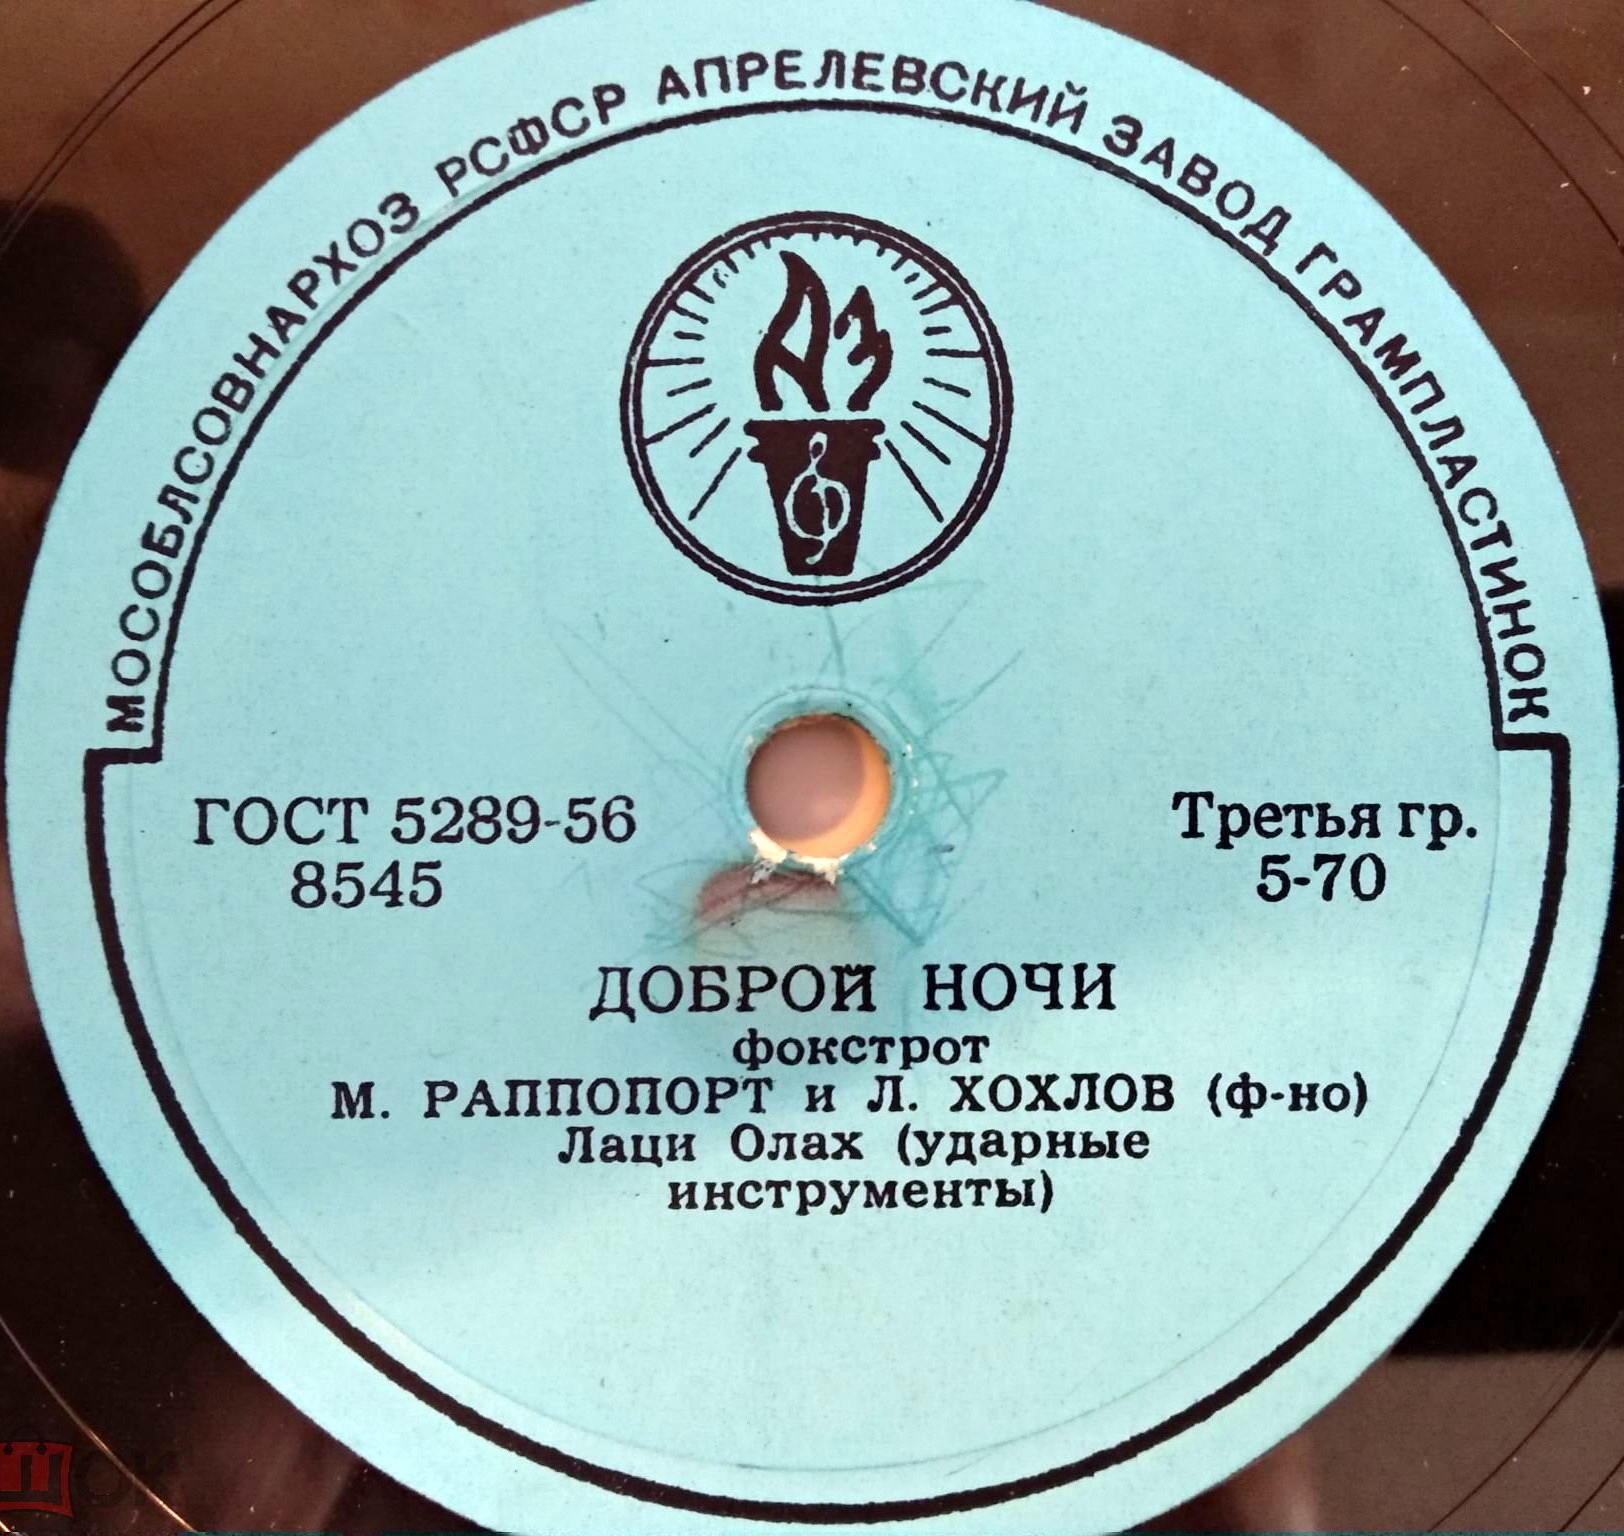 МОСОБЛСОВНАРХОЗ РСФСР АПРЕЛЕВСКИЙ ЗАВОД ГРАМПЛАСТИНОК
АЗ
ГОСТ 5289-56
8545
Третья гр.
5-70
ДОБРОЙ НОЧИ
фокстрот
М. РАППОПОРТ и Л. ХОХЛОВ (ф-но)
Лаци Олах (ударные
инструменты)